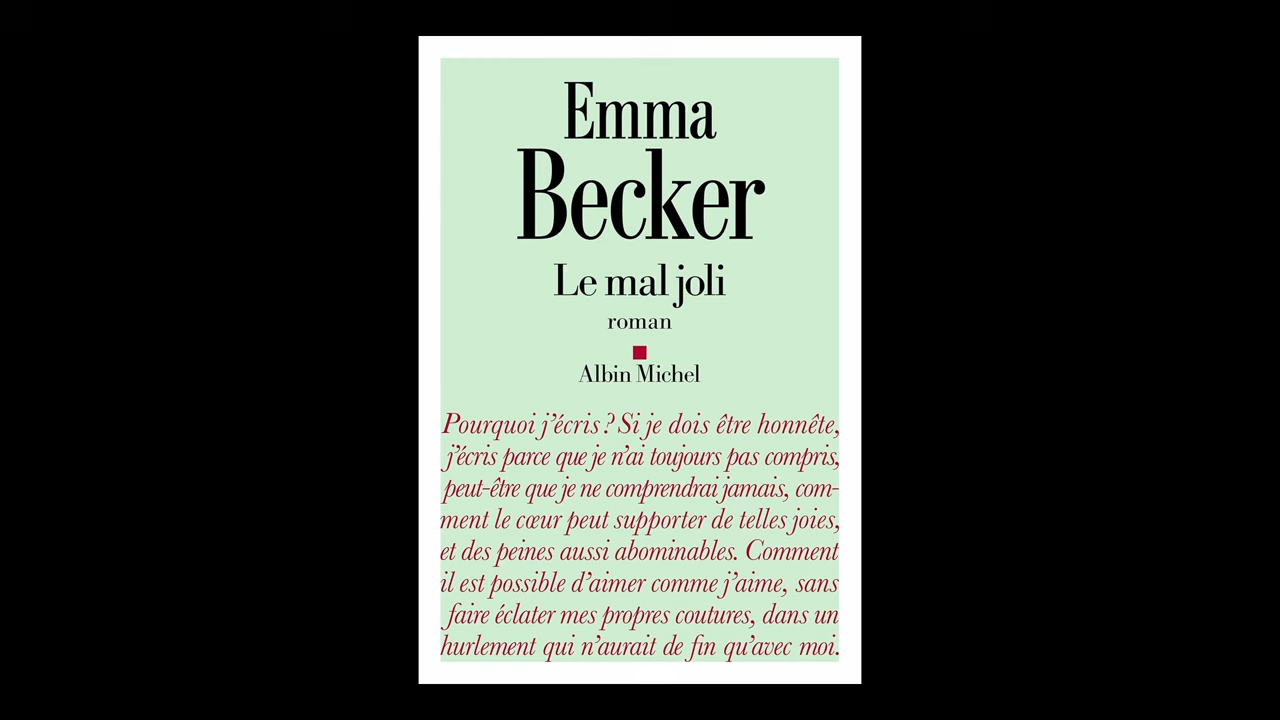 Emma
Becker
Le mal joli
roman
Albin Michel
Pourquoi j’écris ? Si je dois être honnête,
j’écris parce que je n’ai toujours pas compris,
peut-être que je ne comprendrai jamais, com-
ment le cœur peut supporter de telles joies,
et des peines aussi abominables. Comment
il est possible d’aimer comme j’aime, sans
faire éclater mes propres coutures, dans un
hurlement qui n’aurait de fin qu’avec moi.